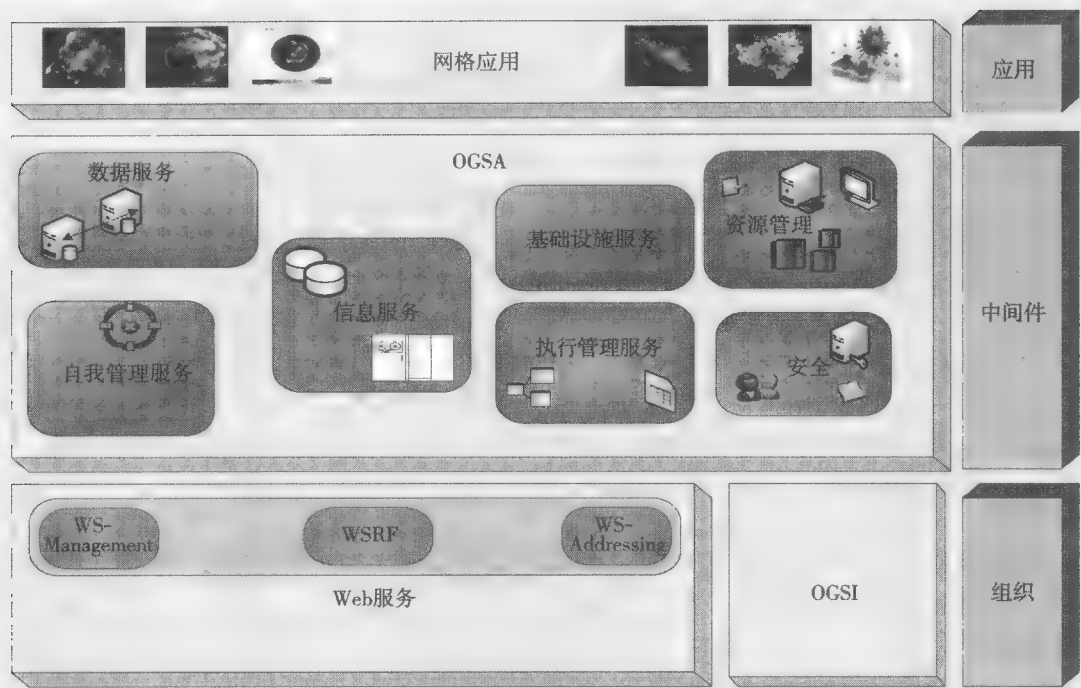 网格应用
应用
数据服务
OGSA
资源管理
基础设施服务
信息服务
中间件
执行管理服务
安全
自我管理服务
WS-
Management
WSRF
WS-
Addressing
Web服务
OGSI
组织